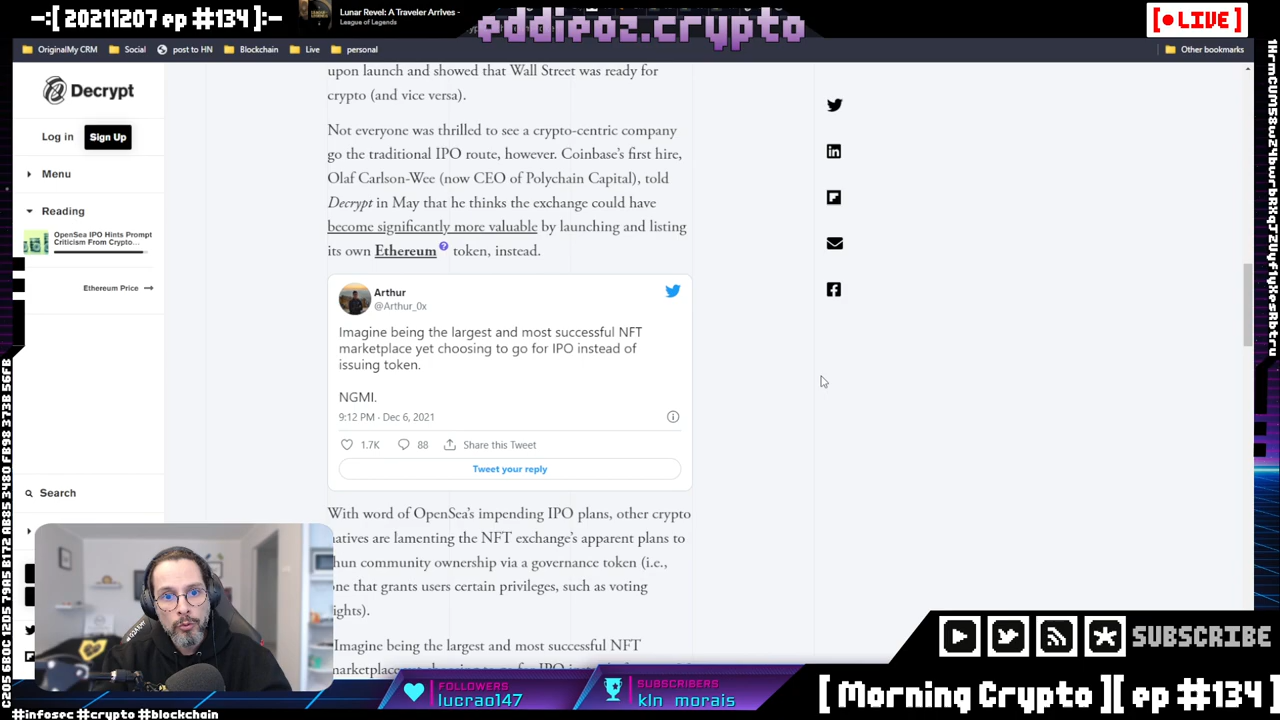 -:[ 20211207 ep #134 ]:-
Lunar Revel: A Traveler Arrives -
League of Legends
eddieoz.crypto
[ LIVE ]
OriginalMy CRM
Social
post to HN
Blockchain
Live
personal
Other bookmarks
Decrypt
Log in
Sign Up
Menu
Reading
OpenSea IPO Hints Prompt
Criticism From Crypto...
Ethereum Price
Search
upon launch and showed that Wall Street was ready for
crypto (and vice versa).
Not everyone was thrilled to see a crypto-centric company
go the traditional IPO route, however. Coinbase's first hire,
Olaf Carlson-Wee (now CEO of Polychain Capital), told
Decrypt in May that he thinks the exchange could have
become significantly more valuable by launching and listing
its own Ethereum ? token, instead.
Arthur
@Arthur_0x
Imagine being the largest and most successful NFT
marketplace yet choosing to go for IPO instead of
issuing token.
NGMI.
9:12 PM · Dec 6, 2021
1.7K
88
Share this Tweet
Tweet your reply
With word of OpenSea's impending IPO plans, other crypto
natives are lamenting the NFT exchange's apparent plans to
shun community ownership via a governance token (i.e.,
one that grants users certain privileges, such as voting
rights).
Imagine being the largest and most successful NFT
FOLLOWERS
lucrao147
SUBSCRIBERS
kln_morais
SUBSCRIBE
[ Morning Crypto ][ ep #134 ]
#infosec #crypto #blockchain